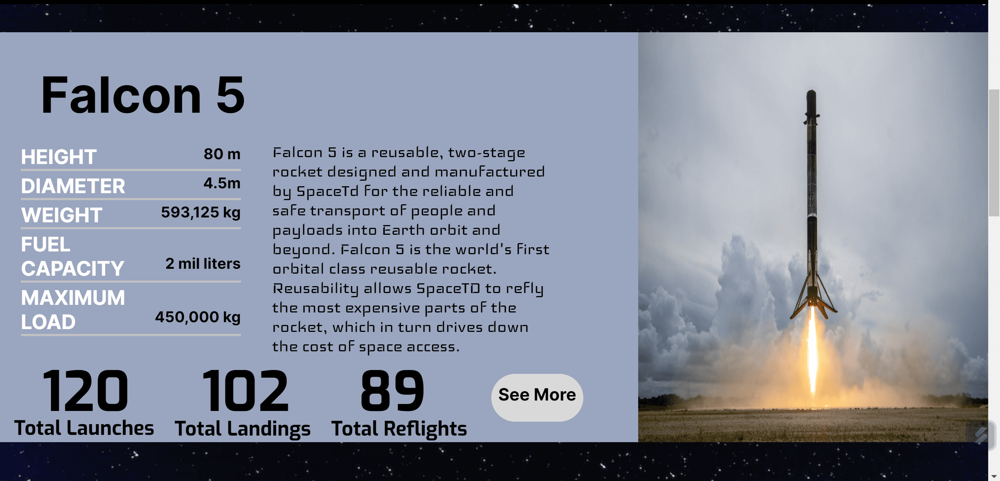 Falcon 5
HEIGHT 80 m
DIAMETER 4.5m
WEIGHT 593,125 kg
FUEL
CAPACITY 2 mil liters
MAXIMUM
LOAD 450,000 kg
Falcon 5 is a reusable, two-stage
rocket designed and manufactured
by SpaceTd for the reliable and
safe transport of people and
payloads into Earth orbit and
beyond. Falcon 5 is the world's first
orbital class reusable rocket.
Reusability allows SpaceTD to refly
the most expensive parts of the
rocket, which in turn drives down
the cost of space access.
120
Total Launches
102
Total Landings
89
Total Reflights
See More